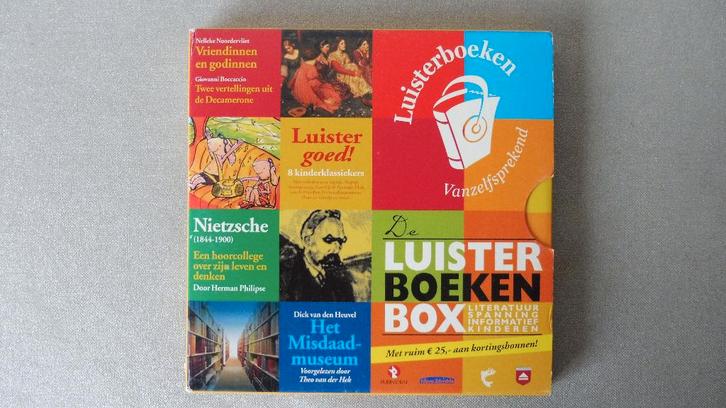 Nelleke Noordervliet
Vriendinnen
en godinnen
Giovanni Boccaccio
Twee vertellingen uit
de Decamerone
Luisterboeken
Vanzelfsprekend
Luister
goed!
8 kinderklassiekers
Nietzsche
(1844-1900)
Een hoorcollege
over zijn leven en
denken
Door Herman Philipse
De
LUISTER
BOEKEN
BOX
LITERATUUR
SPANNING
INFORMATIEF
KINDEREN
Met ruim € 25,- aan kortingsbonnen!
Dick van den Heuvel
Het
Misdaad-
museum
Voorgelezen door
Theo van der Hek